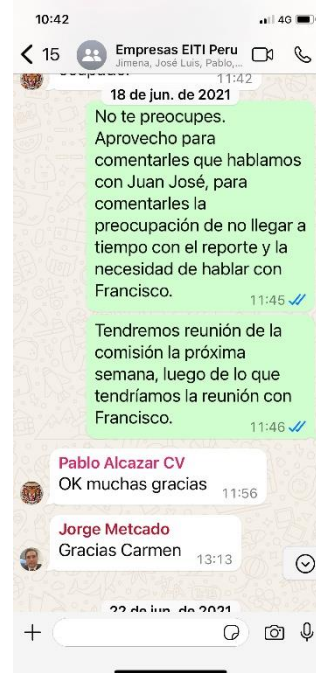 10:42
4G
15
Empresas EITI Peru
Jimena, José Luis, Pablo,...
11:42
18 de jun. de 2021
No te preocupes.
Aprovecho para
comentarles que hablamos
con Juan José, para
comentarles la
preocupación de no llegar a
tiempo con el reporte y la
necesidad de hablar con
Francisco.
11:45
Tendremos reunión de la
comisión la próxima
semana, luego de lo que
tendríamos la reunión con
Francisco.
11:46
Pablo Alcazar CV
OK muchas gracias
11:56
Jorge Metcado
Gracias Carmen
13:13
22 de jun. de 2021